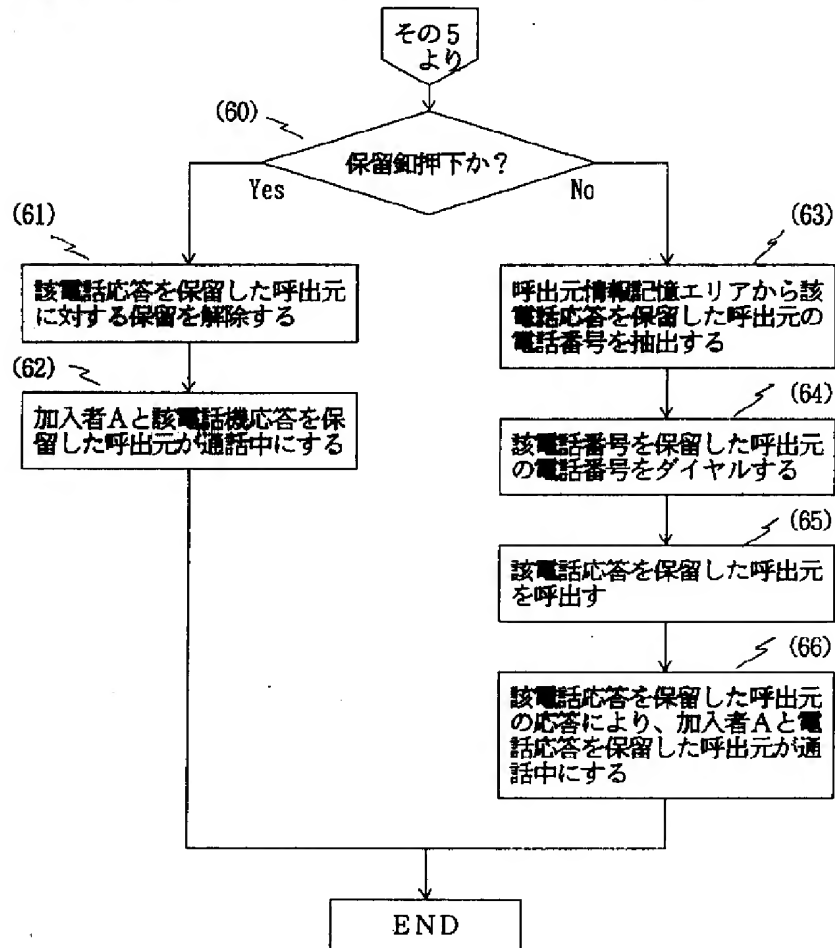 その5
より
(60)
保留釦押下か?
Yes
No
(61)
該電話応答を保留した呼出元
に対する保留を解除する
(62)
加入者Aと該電話機応答を保
留した呼出元が通話中にする
(63)
呼出元情報記憶エリアから該
電話応答を保留した呼出元の
電話番号を抽出する
(64)
該電話番号を保留した呼出元
の電話番号をダイヤルする
(65)
該電話応答を保留した呼出元
を呼出す
(66)
該電話応答を保留した呼出元
の応答により、加入者Aと電
話応答を保留した呼出元が通
話中にする
END